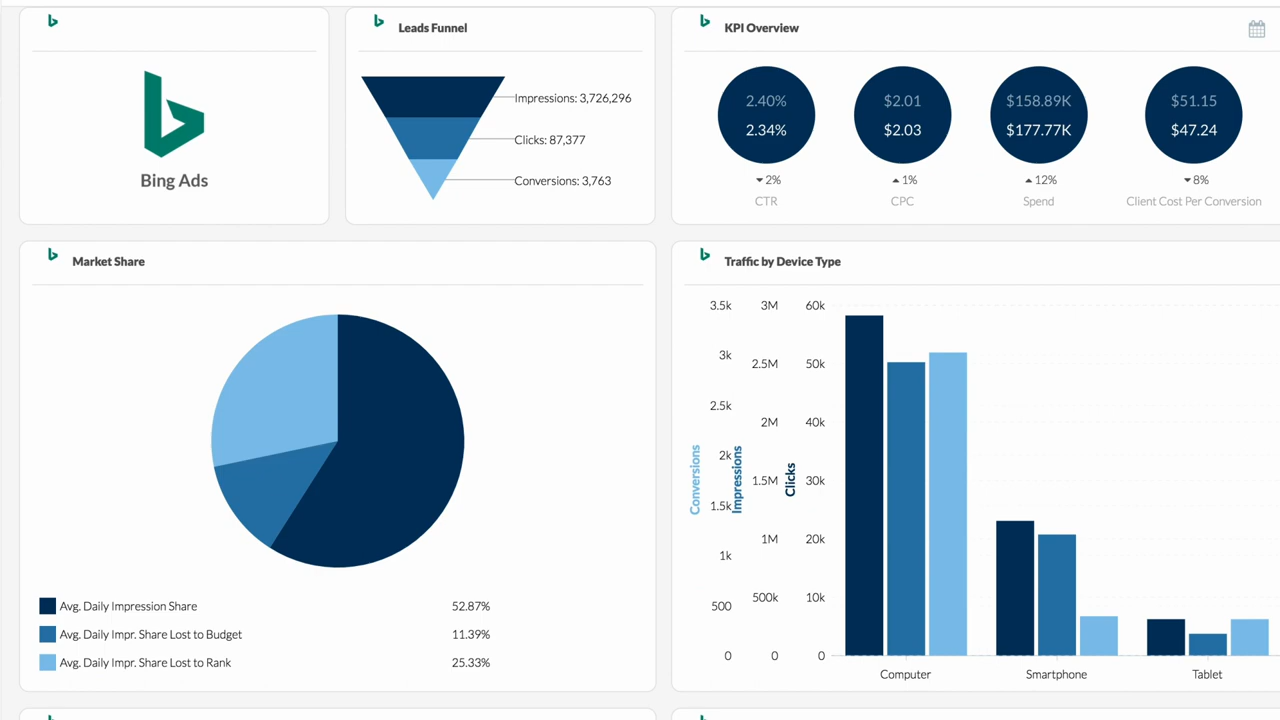 Bing Ads
Leads Funnel
Impressions: 3,726,296
Clicks: 87,377
Conversions: 3,763
KPI Overview
2.40%
2.34%
2%
CTR
$2.01
$2.03
1%
CPC
$158.89K
$177.77K
12%
Spend
$51.15
$47.24
8%
Client Cost Per Conversion
Market Share
Avg. Daily Impression Share 52.87%
Avg. Daily Impr. Share Lost to Budget 11.39%
Avg. Daily Impr. Share Lost to Rank 25.33%
Traffic by Device Type
Conversions
3.5k
3k
2.5k
2k
1.5k
1k
500
0
Impressions
3M
2.5M
2M
1.5M
1M
500k
0
Clicks
60k
50k
40k
30k
20k
10k
0
Computer
Smartphone
Tablet